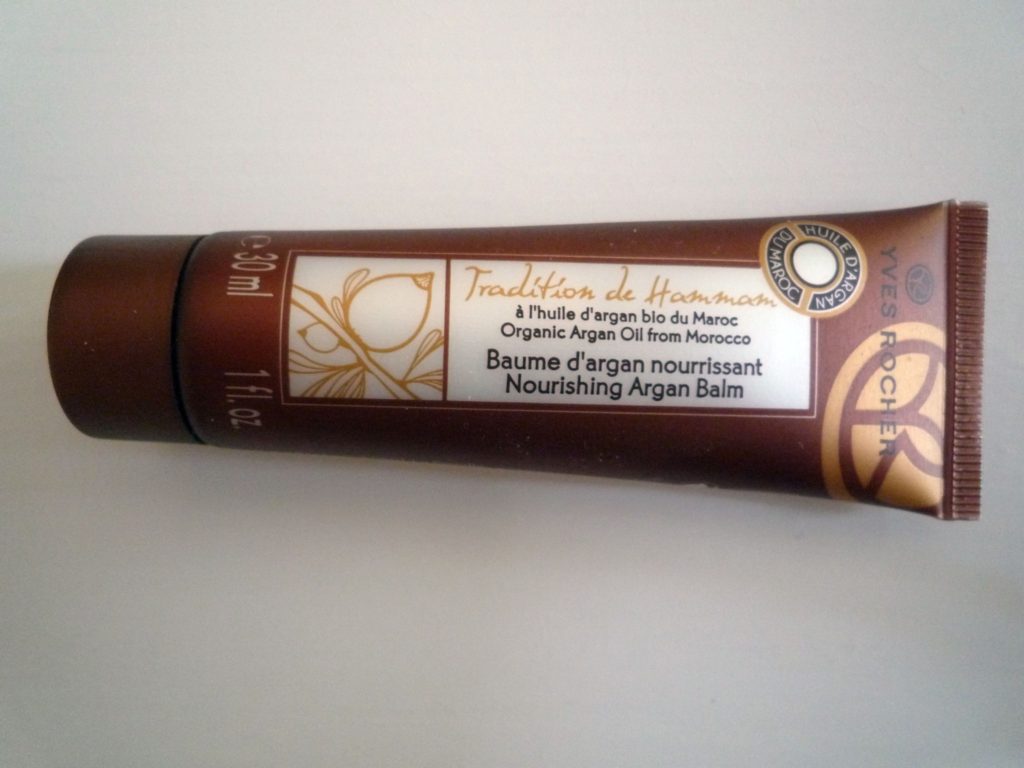 YVES ROCHER
HUILE D'ARGAN
DU MAROC
Tradition de Hammam
à l'huile d'argan bio du Maroc
Organic Argan Oil from Morocco
Baume d'argan nourrissant
Nourishing Argan Balm
℮ 30 ml
1 fl. oz.